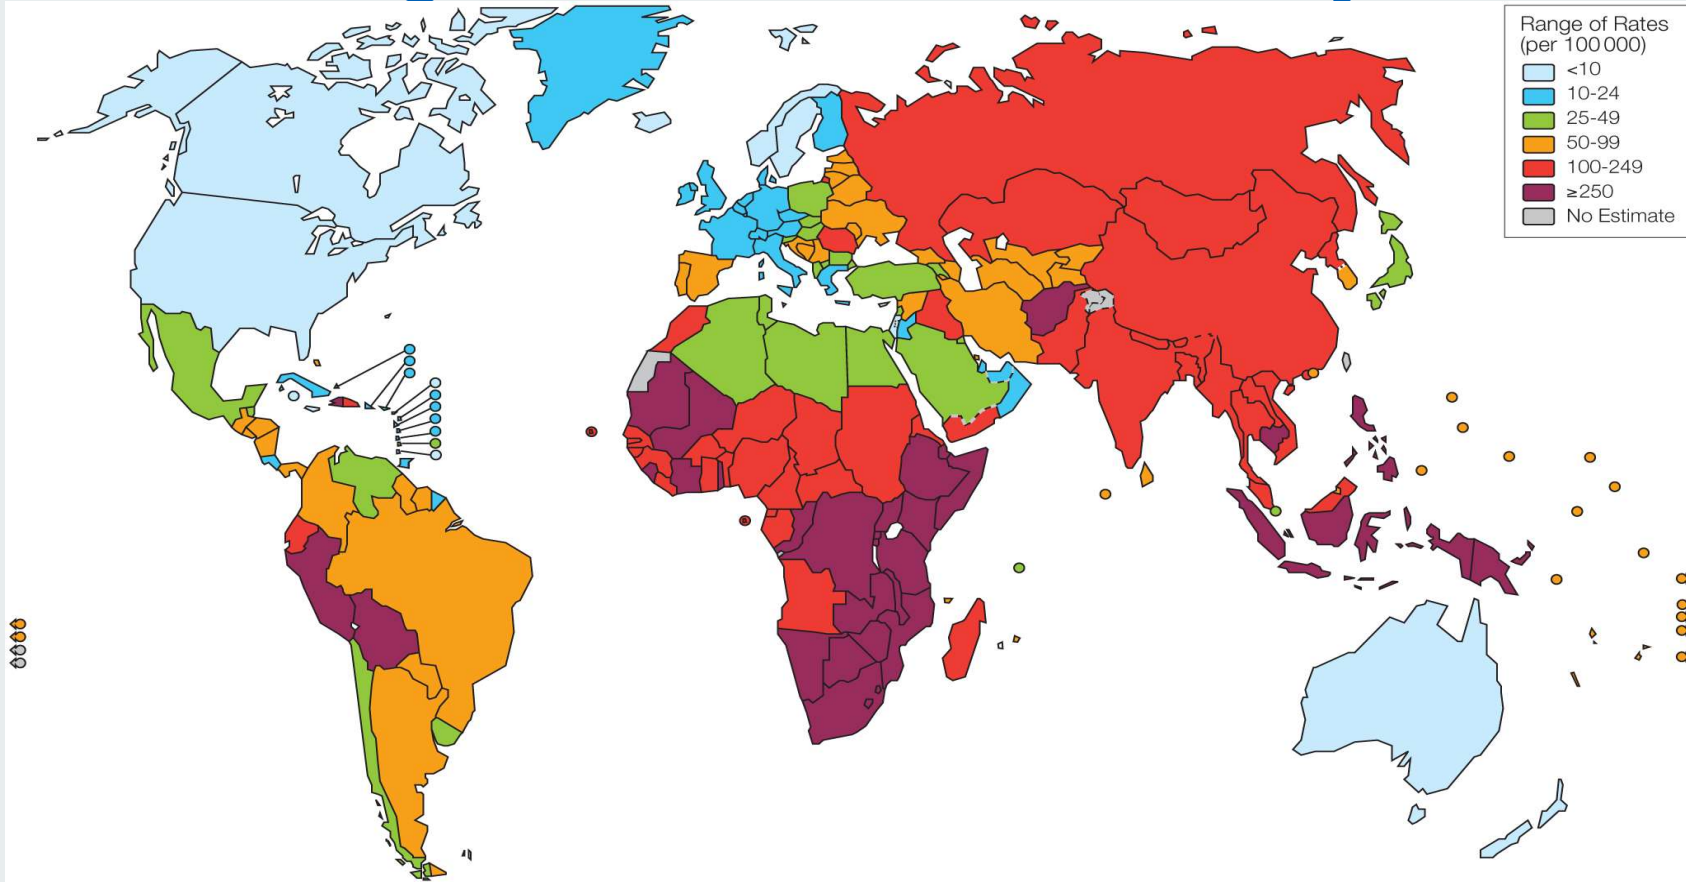 Range of Rates
(per 100 000)
<10
10-24
25-49
50-99
100-249
≥250
No Estimate